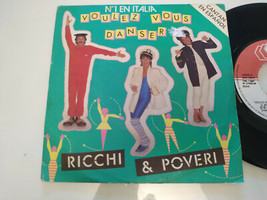 Nº1 EN ITALIA
VOULEZ VOUS
DANSER
CANTAN
EN ESPAÑOL
RICCHI & POVERI